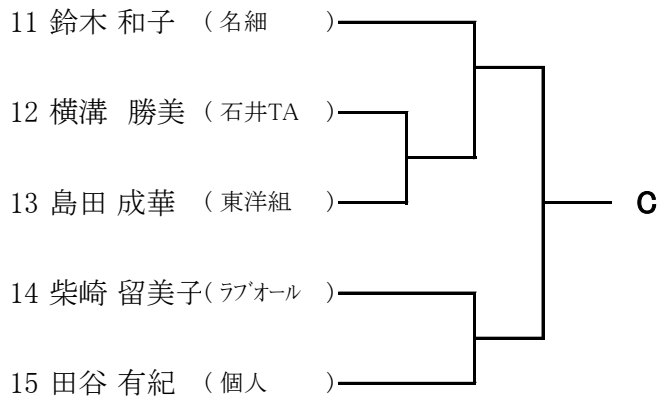 11 鈴木 和子 (名細)
12 横溝 勝美 (石井TA)
13 島田 成華 (東洋組)
C
14 柴崎 留美子(ラブオール)
15 田谷 有紀 (個人)